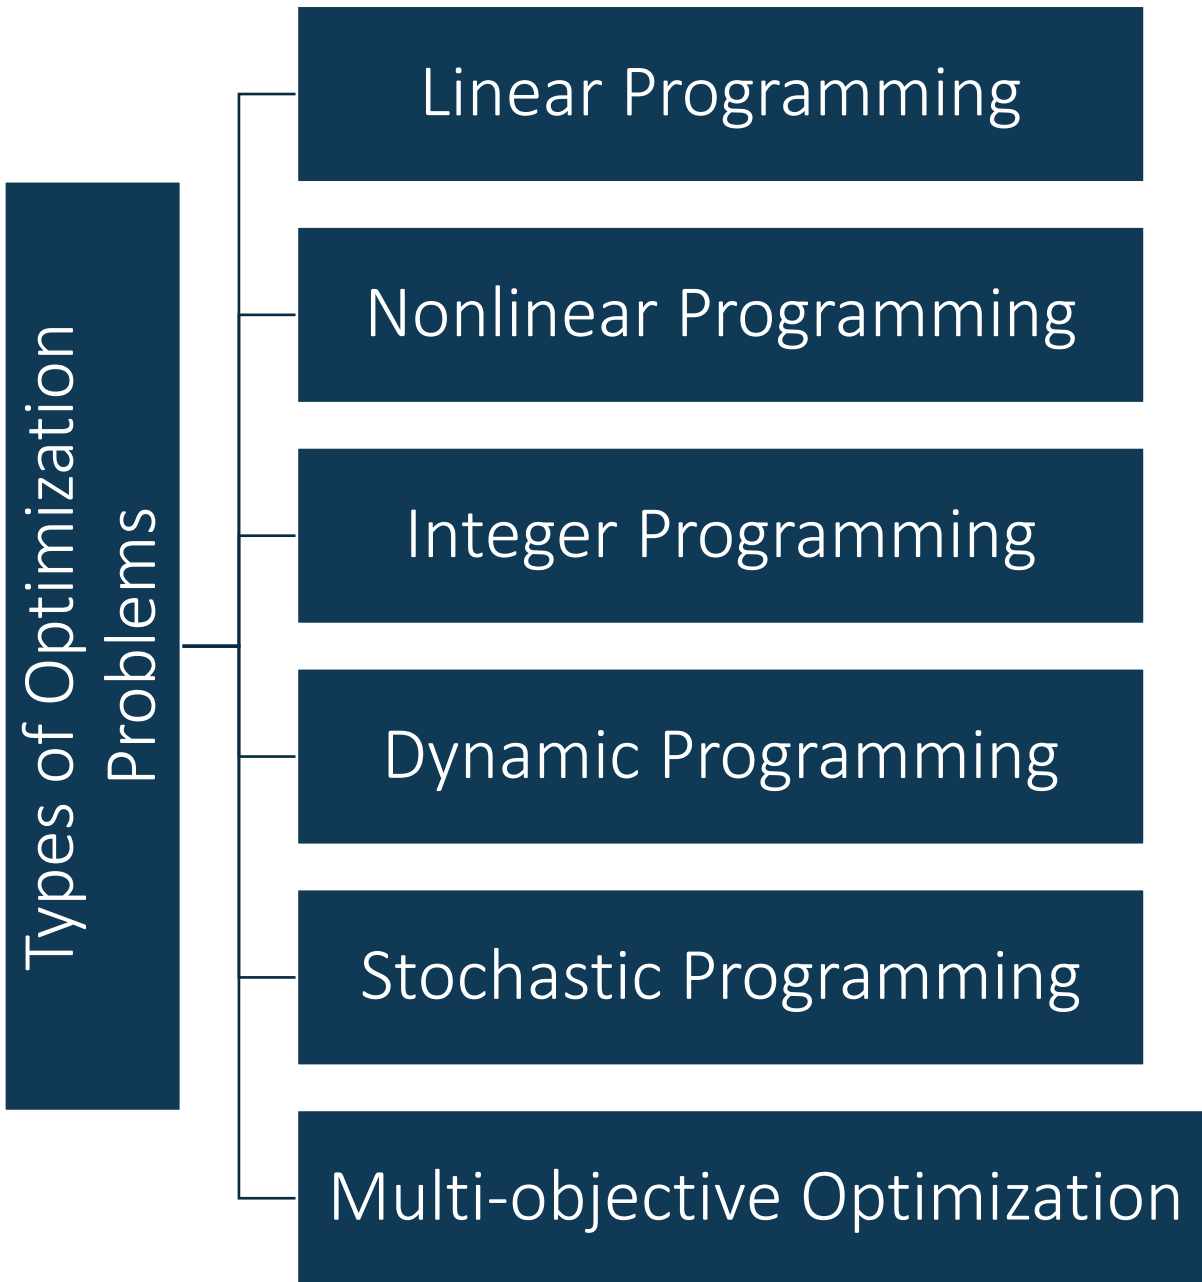 Types of Optimization
Problems
Linear Programming
Nonlinear Programming
Integer Programming
Dynamic Programming
Stochastic Programming
Multi-objective Optimization